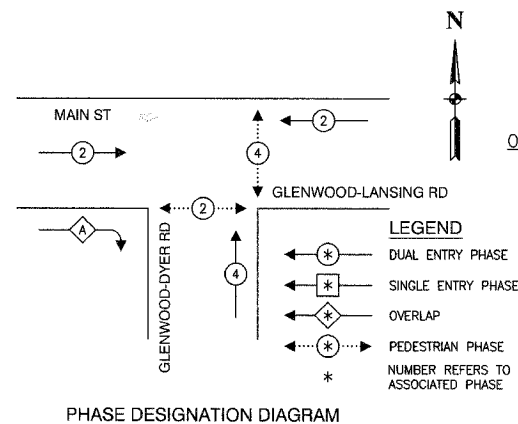 N
MAIN ST
2
2
4
O
2
GLENWOOD-LANSING RD
A
GLENWOOD-DYER RD
4
LEGEND
* DUAL ENTRY PHASE
* SINGLE ENTRY PHASE
* OVERLAP
* PEDESTRIAN PHASE
* NUMBER REFERS TO
ASSOCIATED PHASE
PHASE DESIGNATION DIAGRAM